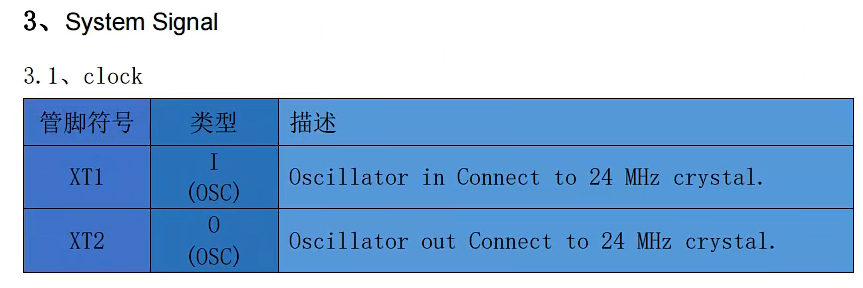 3、System Signal
3.1、clock
管脚符号 类型 描述
XT1 I (OSC) Oscillator in Connect to 24 MHz crystal.
XT2 O (OSC) Oscillator out Connect to 24 MHz crystal.